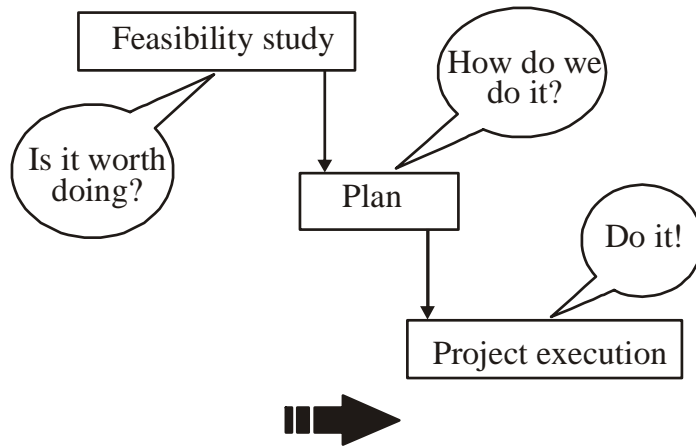 Feasibility study
How do we
do it?
Is it worth
doing?
Plan
Do it!
Project execution